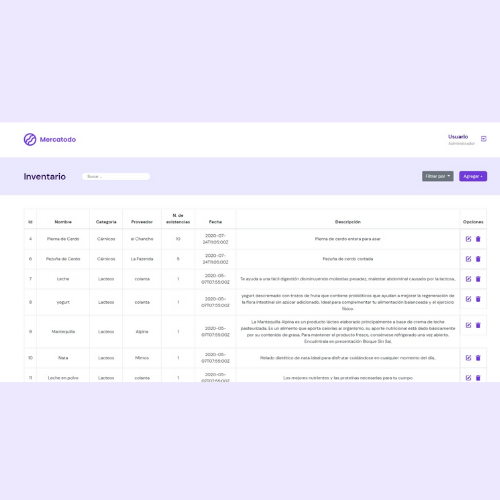 Mercatodo
Usuario
Administrador
Inventario
Buscar...
Filtrar por
Agregar +
Id Nombre Categoria Proveedor N. de existencias Fecha Descripción Opciones
4 Pierna de Cerdo Cárnicos el Chancho 10 2020-07-
Pierna de cerdo entera para asar
6 Pezuña de Cerdo Cárnicos La Fazenda 5 2020-07-
Pezuña de cerdo cortada
7 Leche Lacteos colanta 1 2020-05-07T07:55:00Z
Te ayuda a una fácil digestión disminuyendo molestias pesadez, malestar abdominal causado por la lactosa,
8 yogurt Lacteos colanta 1 2020-05-07T07:55:00Z
yogurt descremado con trozos de fruta que contiene probióticos que ayudan a mejorar la regeneración de
la flora intestinal sin azúcar adicionado, Ideal para complementar tu alimentación balanceada y el ejercicio
físico
9 Mantequilla Lacteos Alpina 1 2020-05-07T07:55:00Z
La Mantequilla Alpina es un producto lácteo elaborado principalmente a base de crema de leche
pasteurizada. Es un alimento que aporta calorías al organismo, su aporte nutricional está dado básicamente
por su contenido de grasa. Para mantener el producto fresco, consérvese refrigerado una vez abierto.
Encuéntrala en presentación Bloque Sin Sal.
10 Nata Lacteos 1 2020-05-07T07:55:00Z
Helado dietético de nata ideal para disfrutar cuidándose en cualquier momento del día,
11 Leche en polvo Lacteos colanta 1 2020-05-07T07:55:00Z
Los mejores nutrientes y las proteínas necesarias para tu cuerpo